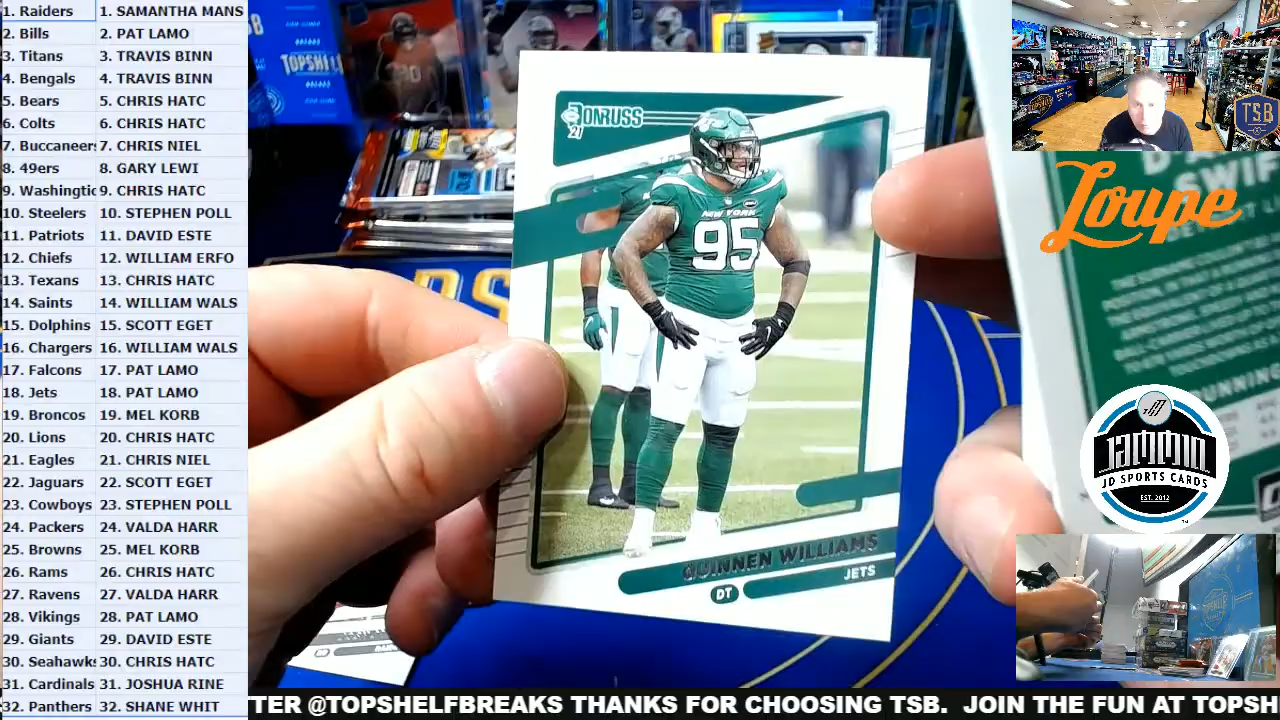 1. Raiders 1. SAMANTHA MANS
2. Bills 2. PAT LAMO
3. Titans 3. TRAVIS BINN
4. Bengals 4. TRAVIS BINN
5. Bears 5. CHRIS HATC
6. Colts 6. CHRIS HATC
7. Buccaneers 7. CHRIS NIEL
8. 49ers 8. GARY LEWI
9. Washingtio 9. CHRIS HATC
10. Steelers 10. STEPHEN POLL
11. Patriots 11. DAVID ESTE
12. Chiefs 12. WILLIAM ERFO
13. Texans 13. CHRIS HATC
14. Saints 14. WILLIAM WALS
15. Dolphins 15. SCOTT EGET
16. Chargers 16. WILLIAM WALS
17. Falcons 17. PAT LAMO
18. Jets 18. PAT LAMO
19. Broncos 19. MEL KORB
20. Lions 20. CHRIS HATC
21. Eagles 21. CHRIS NIEL
22. Jaguars 22. SCOTT EGET
23. Cowboys 23. STEPHEN POLL
24. Packers 24. VALDA HARR
25. Browns 25. MEL KORB
26. Rams 26. CHRIS HATC
27. Ravens 27. VALDA HARR
28. Vikings 28. PAT LAMO
29. Giants 29. DAVID ESTE
30. Seahawks 30. CHRIS HATC
31. Cardinals 31. JOSHUA RINE
32. Panthers 32. SHANE WHIT
TOPSHELF
DONRUSS
21
NEW YORK
95
QUINNEN WILLIAMS
DT
JETS
TSB
Loupe
SWIF
UNNING
JAMMIN
JD SPORTS CARDS
EST. 2012
TER @TOPSHELFBREAKS THANKS FOR CHOOSING TSB. JOIN THE FUN AT TOPSH